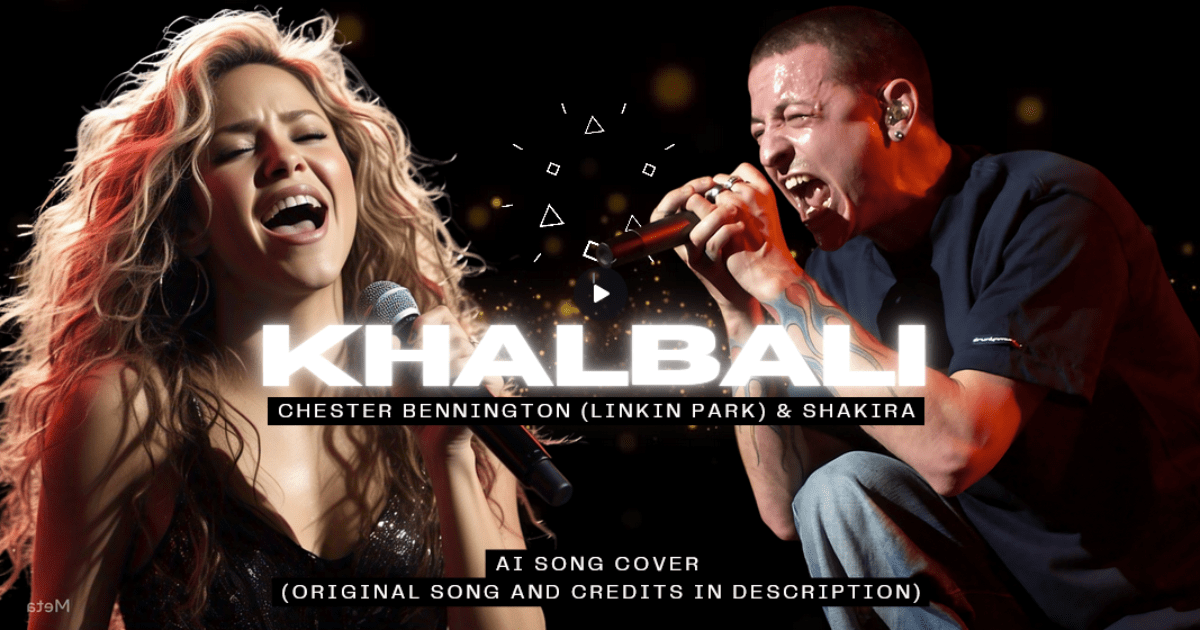 KHALBALI
CHESTER BENNINGTON (LINKIN PARK) & SHAKIRA
AI SONG COVER
(ORIGINAL SONG AND CREDITS IN DESCRIPTION)
Meta